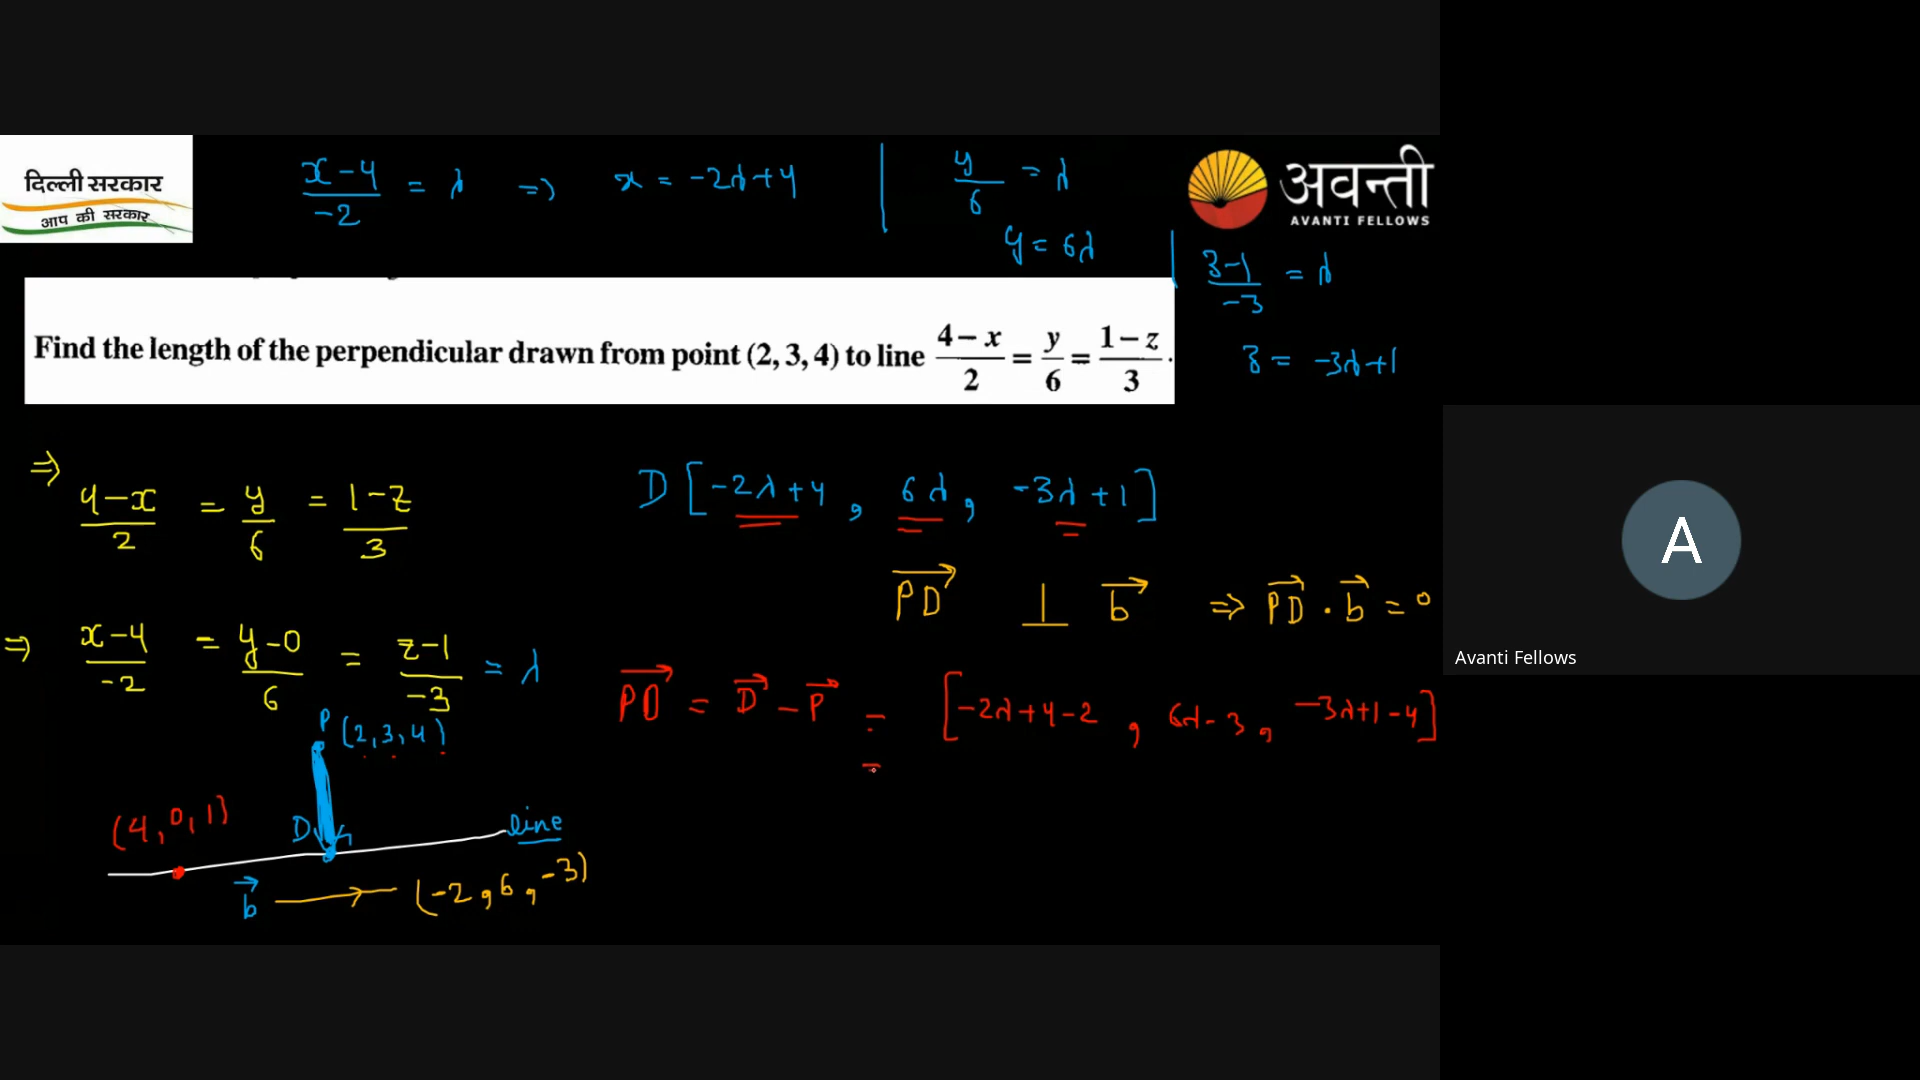 दिल्ली सरकार
आप की सरकार
x-4/-2 = λ ⇒ x = -2λ+4 | y/6 = λ
y = 6λ
अवन्ती
AVANTI FELLOWS
| 3-1/-3 = λ
3 = -3λ+1
Find the length of the perpendicular drawn from point (2, 3, 4) to line 4-x/2 = y/6 = 1-z/3.
⇒ 4-x/2 = y/6 = 1-z/3
D [-2λ+4, 6λ, -3λ+1]
PD ⊥ b ⇒ PD . b = 0
⇒ x-4/-2 = y-0/6 = z-1/-3 = λ
PD = D - P = [-2λ+4-2, 6λ-3, -3λ+1-4]
=
P (2,3,4)
(4,0,1)
D
line
b → (-2,6,-3)
A
Avanti Fellows